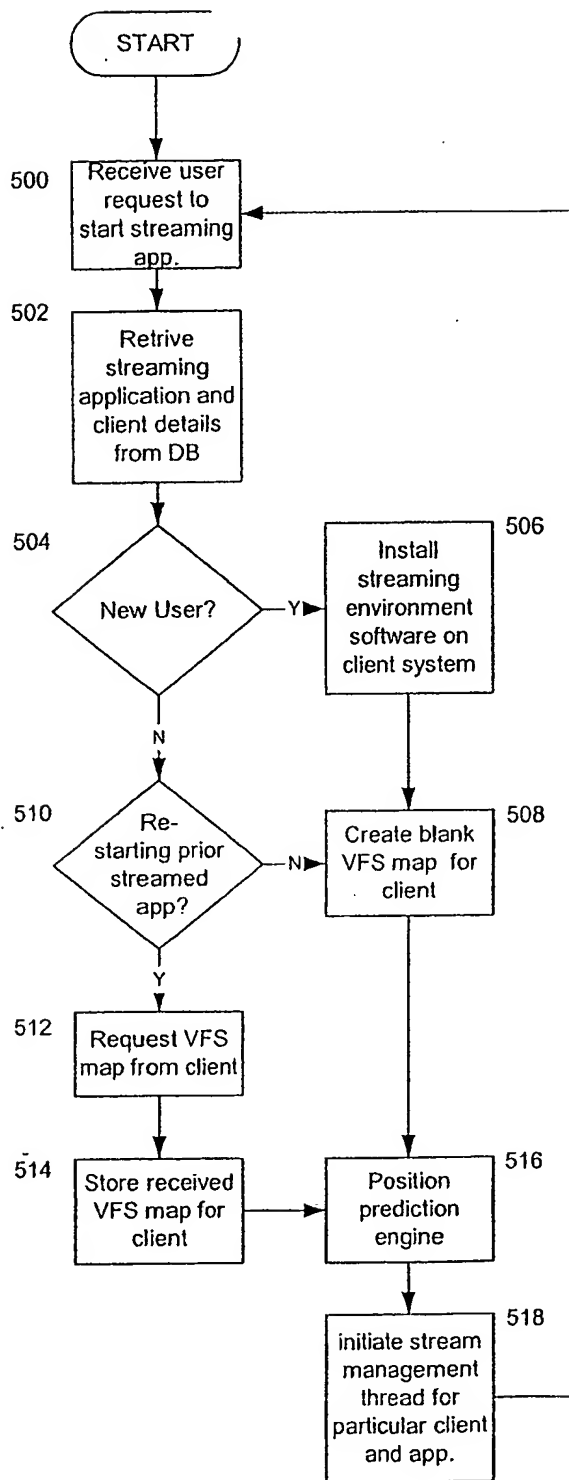 START
500
Receive user
request to
start streaming
app.
502
Retrive
streaming
application and
client details
from DB
504
New User?
Y
506
Install
streaming
environment
software on
client system
N
510
Re-
starting prior
streamed
app?
N
508
Create blank
VFS map for
client
Y
512
Request VFS
map from client
514
Store received
VFS map for
client
516
Position
prediction
engine
518
initiate stream
management
thread for
particular client
and app.